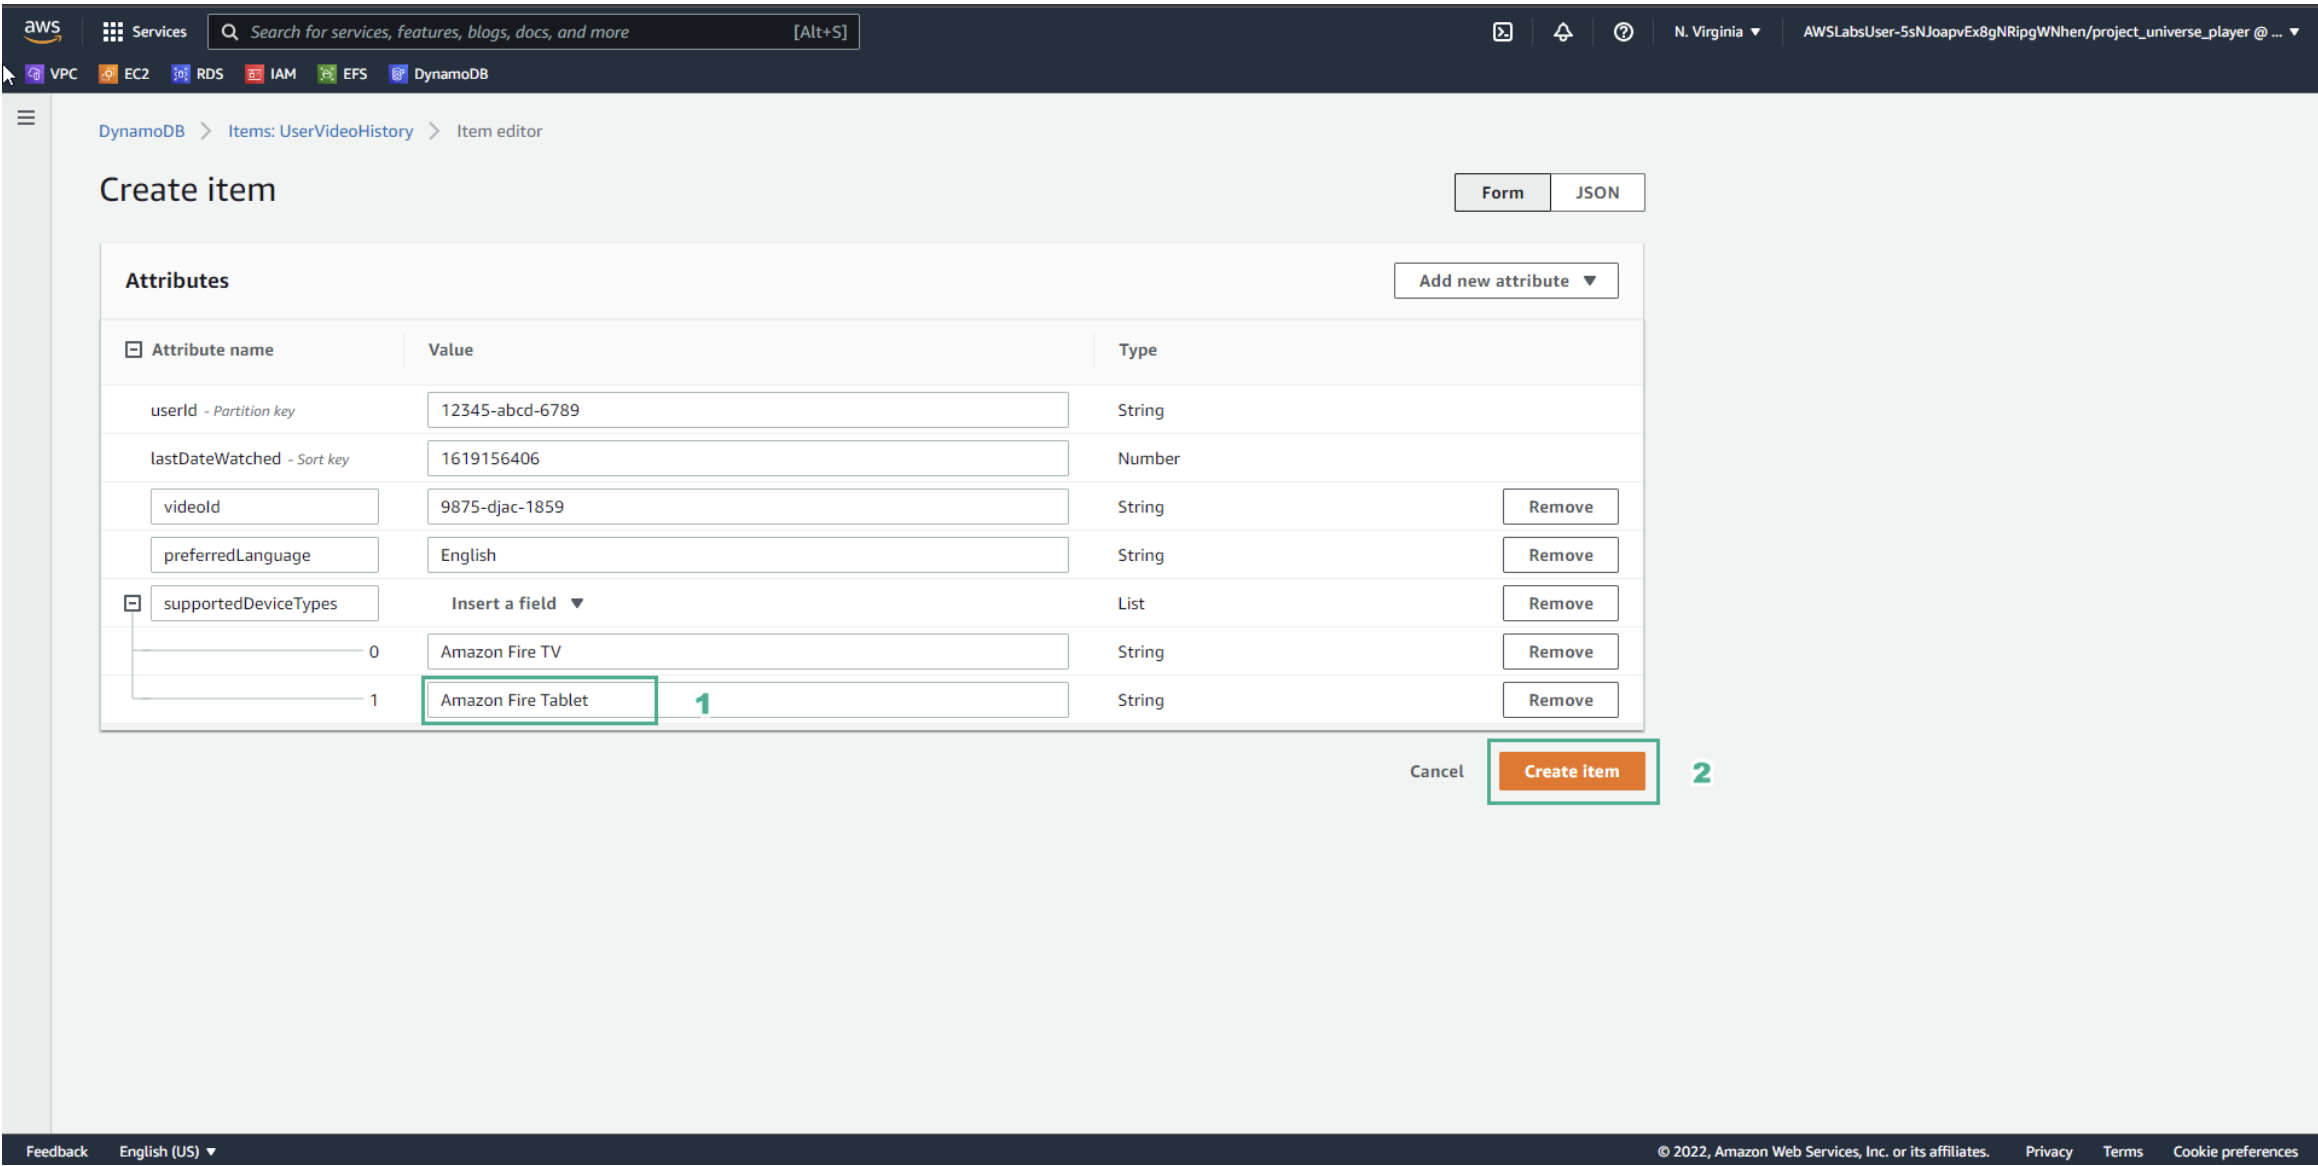 aws Services Search for services, features, blogs, docs, and more [Alt+S] N. Virginia ▼ AWSLabsUser-5sNJoapvEx8gNRipgWNhen/project_universe_player @ ... ▼
VPC EC2 RDS IAM EFS DynamoDB
DynamoDB > Items: UserVideoHistory > Item editor
Create item
Form JSON
Attributes
Add new attribute ▼
Attribute name Value Type
userId - Partition key 12345-abcd-6789 String
lastDateWatched - Sort key 1619156406 Number
videoId 9875-djac-1859 String Remove
preferredLanguage English String Remove
supportedDeviceTypes Insert a field ▼ List Remove
0 Amazon Fire TV String Remove
1 Amazon Fire Tablet 1 String Remove
Cancel Create item 2
Feedback English (US) ▼ © 2022, Amazon Web Services, Inc. or its affiliates. Privacy Terms Cookie preferences